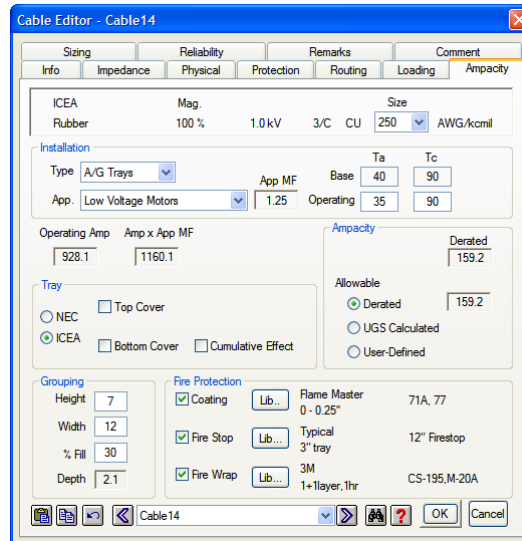 Cable Editor - Cable14
Sizing Reliability Remarks Comment
Info Impedance Physical Protection Routing Loading Ampacity
ICEA Mag. Size
Rubber 100 % 1.0 kV 3/C CU 250 AWG/kcmil
Installation
Ta Tc
Type A/G Trays App MF Base 40 90
App. Low Voltage Motors 1.25 Operating 35 90
Operating Amp Amp x App MF
928.1 1160.1
Ampacity
Derated
159.2
Allowable
Derated 159.2
UGS Calculated
User-Defined
Tray
NEC Top Cover
ICEA Bottom Cover Cumulative Effect
Grouping
Height 7
Width 12
% Fill 30
Depth 2.1
Fire Protection
Coating Lib.. Flame Master 71A, 77
0 - 0.25"
Fire Stop Lib... Typical 12" Firestop
3" tray
Fire Wrap Lib... 3M CS-195,M-20A
1+1layer,1hr
Cable14 ? OK Cancel